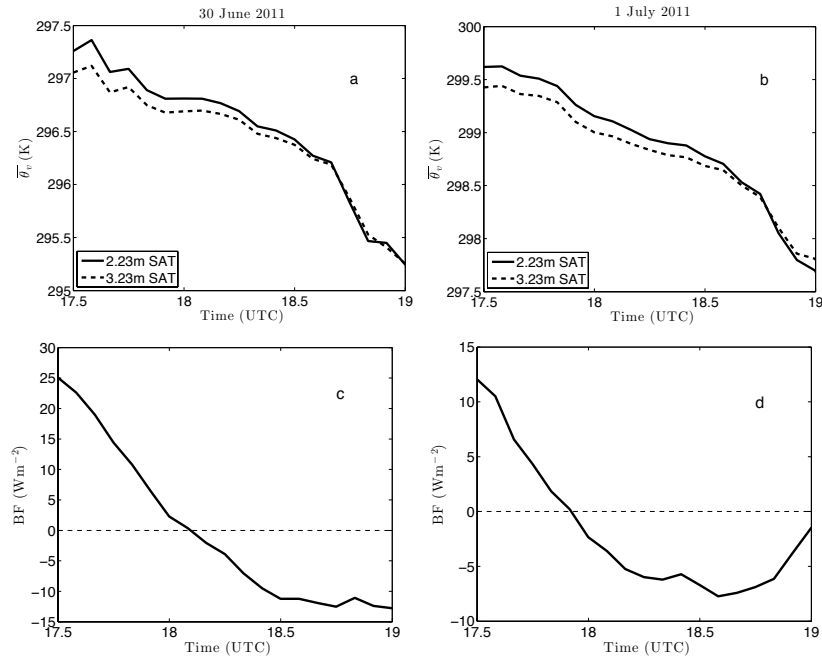 30 June 2011
297.5
297
296.5
296
295.5
295
θ̅ᵥ (K)
a
2.23m SAT
3.23m SAT
17.5 18 18.5 19
Time (UTC)
1 July 2011
300
299.5
299
298.5
298
297.5
θ̅ᵥ (K)
b
2.23m SAT
3.23m SAT
17.5 18 18.5 19
Time (UTC)
30
25
20
15
10
5
0
−5
−10
−15
BF (Wm⁻²)
c
17.5 18 18.5 19
Time (UTC)
15
10
5
0
−5
−10
BF (Wm⁻²)
d
17.5 18 18.5 19
Time (UTC)